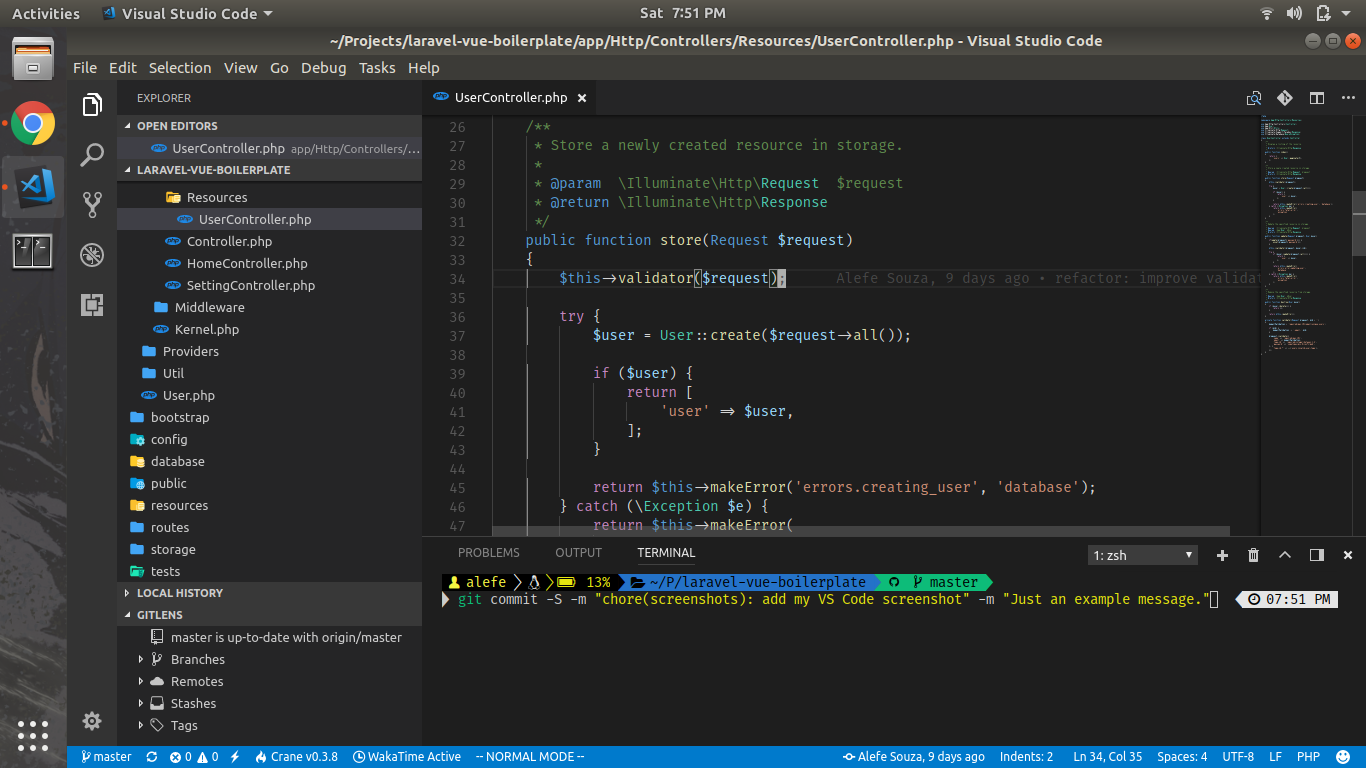 Activities Visual Studio Code Sat 7:51 PM
~/Projects/laravel-vue-boilerplate/app/Http/Controllers/Resources/UserController.php - Visual Studio Code
File Edit Selection View Go Debug Tasks Help
EXPLORER
OPEN EDITORS
UserController.php app/Http/Controllers/...
LARAVEL-VUE-BOILERPLATE
Resources
UserController.php
Controller.php
HomeController.php
SettingController.php
Middleware
Kernel.php
Providers
Util
User.php
bootstrap
config
database
public
resources
routes
storage
tests
LOCAL HISTORY
GITLENS
master is up-to-date with origin/master
Branches
Remotes
Stashes
Tags
UserController.php
26 /**
27 * Store a newly created resource in storage.
28 *
29 * @param \Illuminate\Http\Request $request
30 * @return \Illuminate\Http\Response
31 */
32 public function store(Request $request)
33 {
34 $this->validator($request); Alefe Souza, 9 days ago • refactor: improve validat
35
36 try {
37 $user = User::create($request->all());
38
39 if ($user) {
40 return [
41 'user' => $user,
42 ];
43 }
44
45 return $this->makeError('errors.creating_user', 'database');
46 } catch (\Exception $e) {
47 return $this->makeError(
PROBLEMS OUTPUT TERMINAL 1: zsh
alefe 13% ~/P/laravel-vue-boilerplate master
git commit -S -m "chore(screenshots): add my VS Code screenshot" -m "Just an example message." 07:51 PM
master 0 0 Crane v0.3.8 WakaTime Active -- NORMAL MODE -- Alefe Souza, 9 days ago Indents: 2 Ln 34, Col 35 Spaces: 4 UTF-8 LF PHP